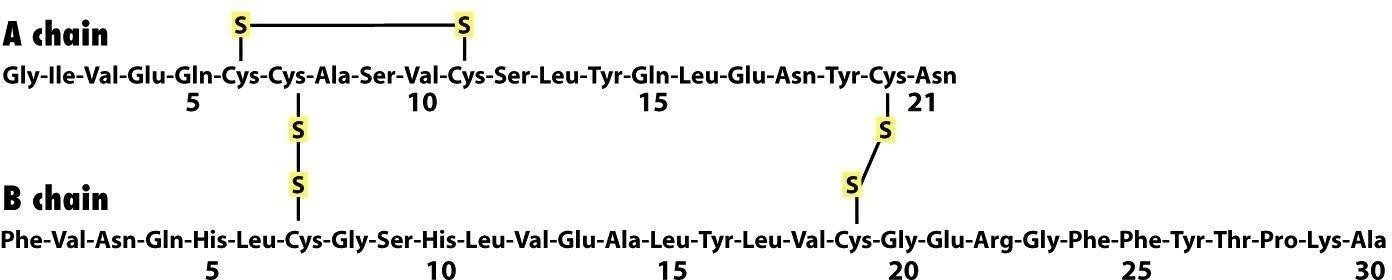 S S
A chain
Gly-Ile-Val-Glu-Gln-Cys-Cys-Ala-Ser-Val-Cys-Ser-Leu-Tyr-Gln-Leu-Glu-Asn-Tyr-Cys-Asn
5 10 15 21
S S
S S
B chain
Phe-Val-Asn-Gln-His-Leu-Cys-Gly-Ser-His-Leu-Val-Glu-Ala-Leu-Tyr-Leu-Val-Cys-Gly-Glu-Arg-Gly-Phe-Phe-Tyr-Thr-Pro-Lys-Ala
5 10 15 20 25 30